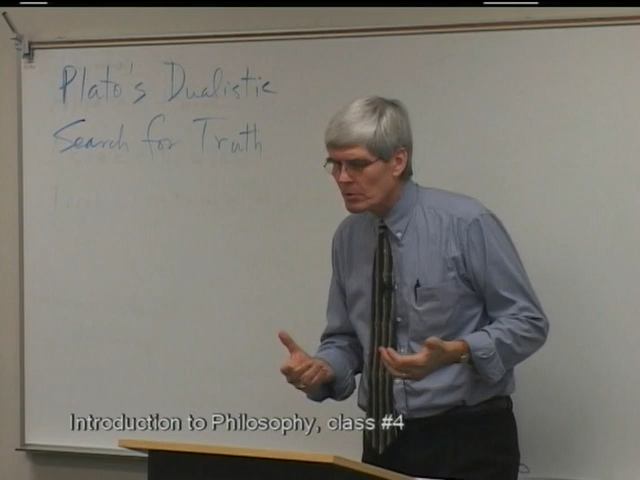 Plato's Dualistic
Search for Truth
Introduction to Philosophy, class #4